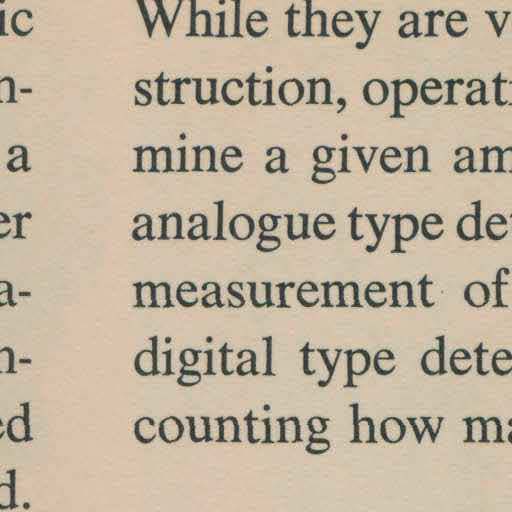 ic
n-
a
er
a-
n-
ed
d.
While they are v
struction, operati
mine a given am
analogue type det
measurement of
digital type dete
counting how ma